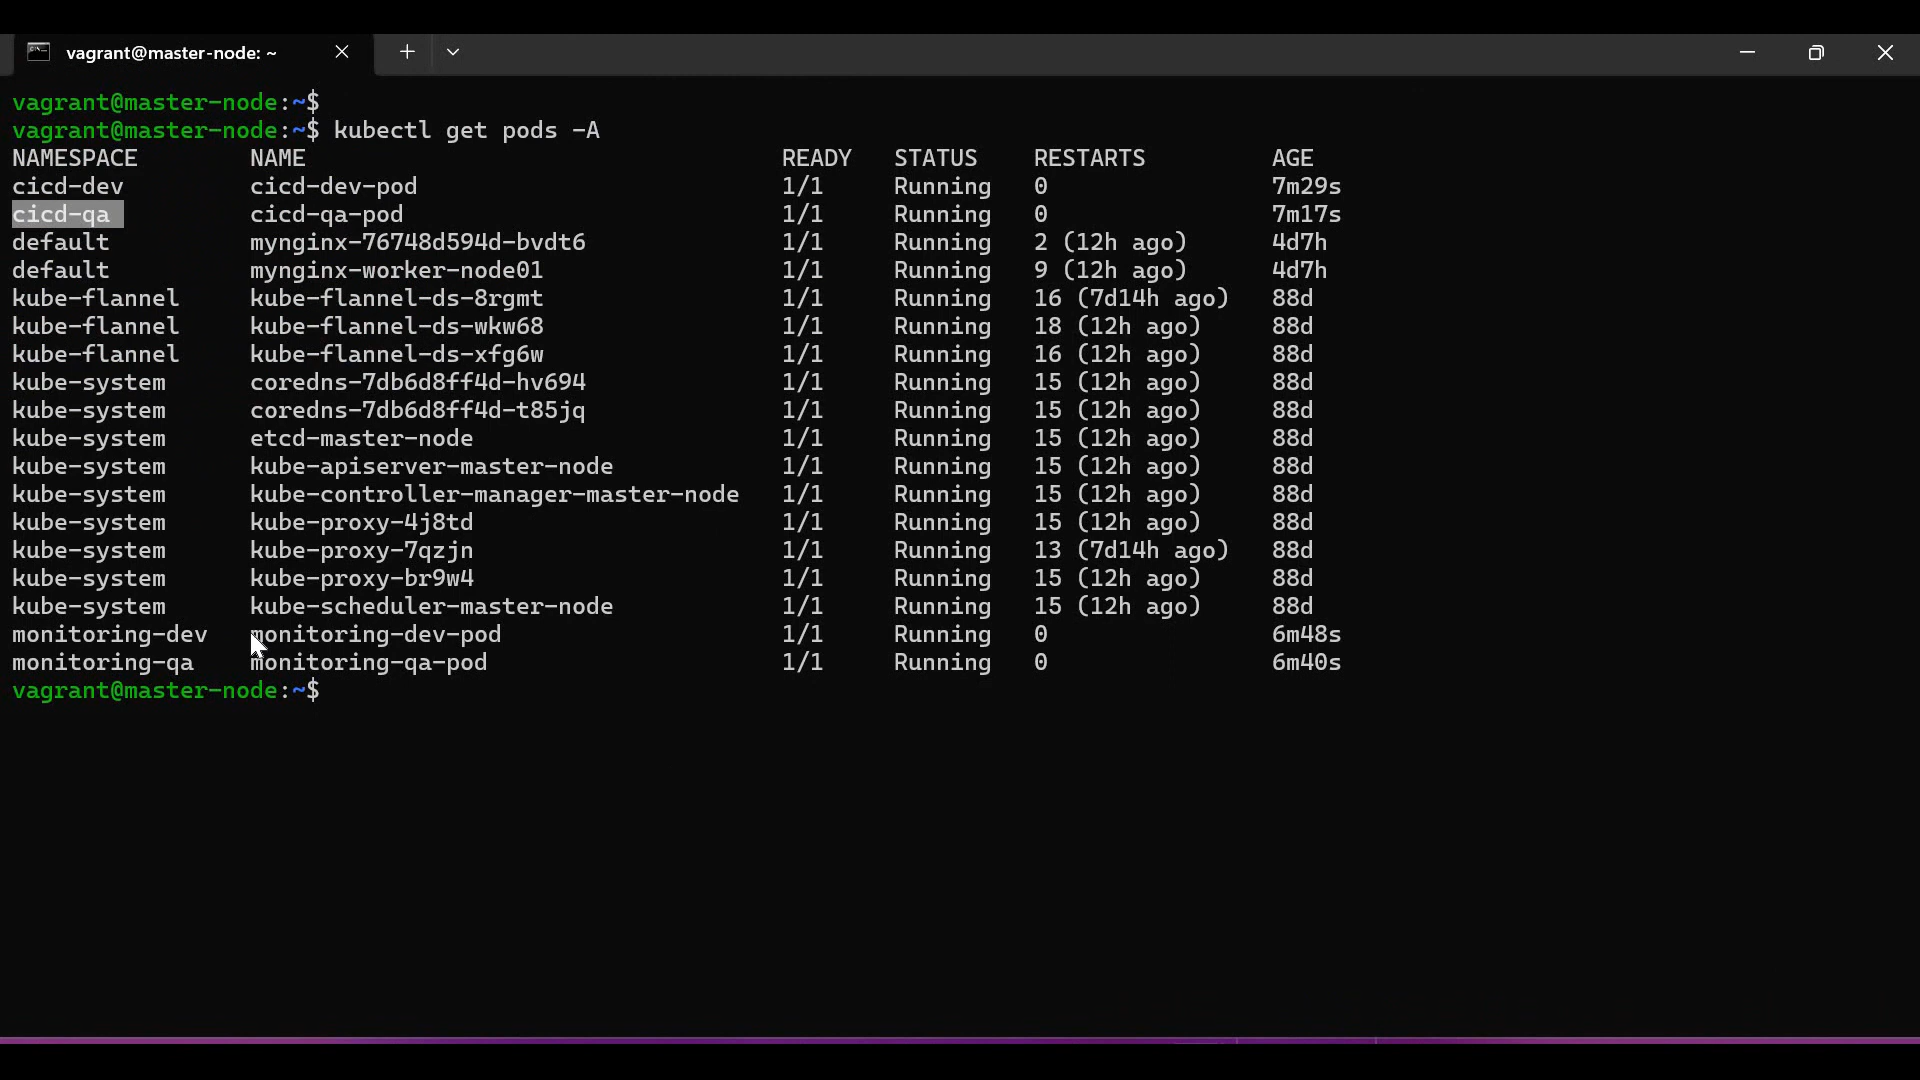 vagrant@master-node: ~
vagrant@master-node:~$
vagrant@master-node:~$ kubectl get pods -A
NAMESPACE NAME READY STATUS RESTARTS AGE
cicd-dev cicd-dev-pod 1/1 Running 0 7m29s
cicd-qa cicd-qa-pod 1/1 Running 0 7m17s
default mynginx-76748d594d-bvdt6 1/1 Running 2 (12h ago) 4d7h
default mynginx-worker-node01 1/1 Running 9 (12h ago) 4d7h
kube-flannel kube-flannel-ds-8rgmt 1/1 Running 16 (7d14h ago) 88d
kube-flannel kube-flannel-ds-wkw68 1/1 Running 18 (12h ago) 88d
kube-flannel kube-flannel-ds-xfg6w 1/1 Running 16 (12h ago) 88d
kube-system coredns-7db6d8ff4d-hv694 1/1 Running 15 (12h ago) 88d
kube-system coredns-7db6d8ff4d-t85jq 1/1 Running 15 (12h ago) 88d
kube-system etcd-master-node 1/1 Running 15 (12h ago) 88d
kube-system kube-apiserver-master-node 1/1 Running 15 (12h ago) 88d
kube-system kube-controller-manager-master-node 1/1 Running 15 (12h ago) 88d
kube-system kube-proxy-4j8td 1/1 Running 15 (12h ago) 88d
kube-system kube-proxy-7qzjn 1/1 Running 13 (7d14h ago) 88d
kube-system kube-proxy-br9w4 1/1 Running 15 (12h ago) 88d
kube-system kube-scheduler-master-node 1/1 Running 15 (12h ago) 88d
monitoring-dev monitoring-dev-pod 1/1 Running 0 6m48s
monitoring-qa monitoring-qa-pod 1/1 Running 0 6m40s
vagrant@master-node:~$